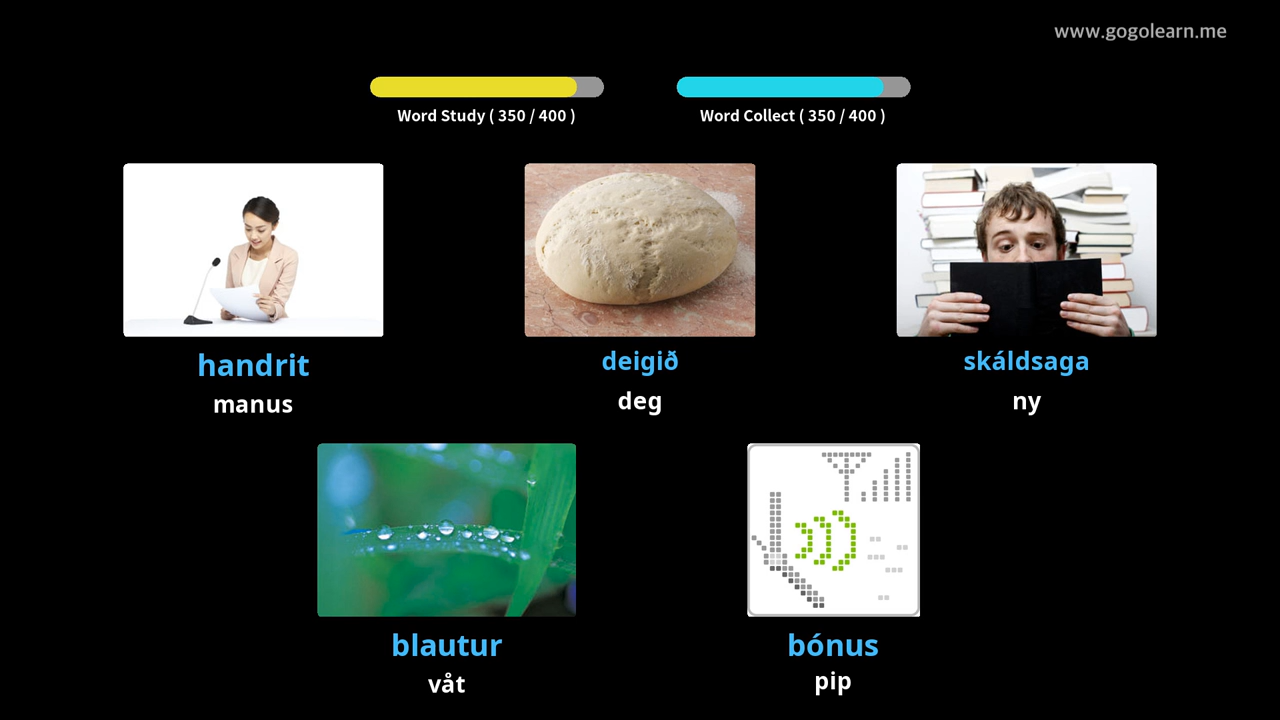 www.gogolearn.me
Word Study ( 350 / 400 )
Word Collect ( 350 / 400 )
handrit
manus
deigið
deg
skáldsaga
ny
blautur
våt
bónus
pip